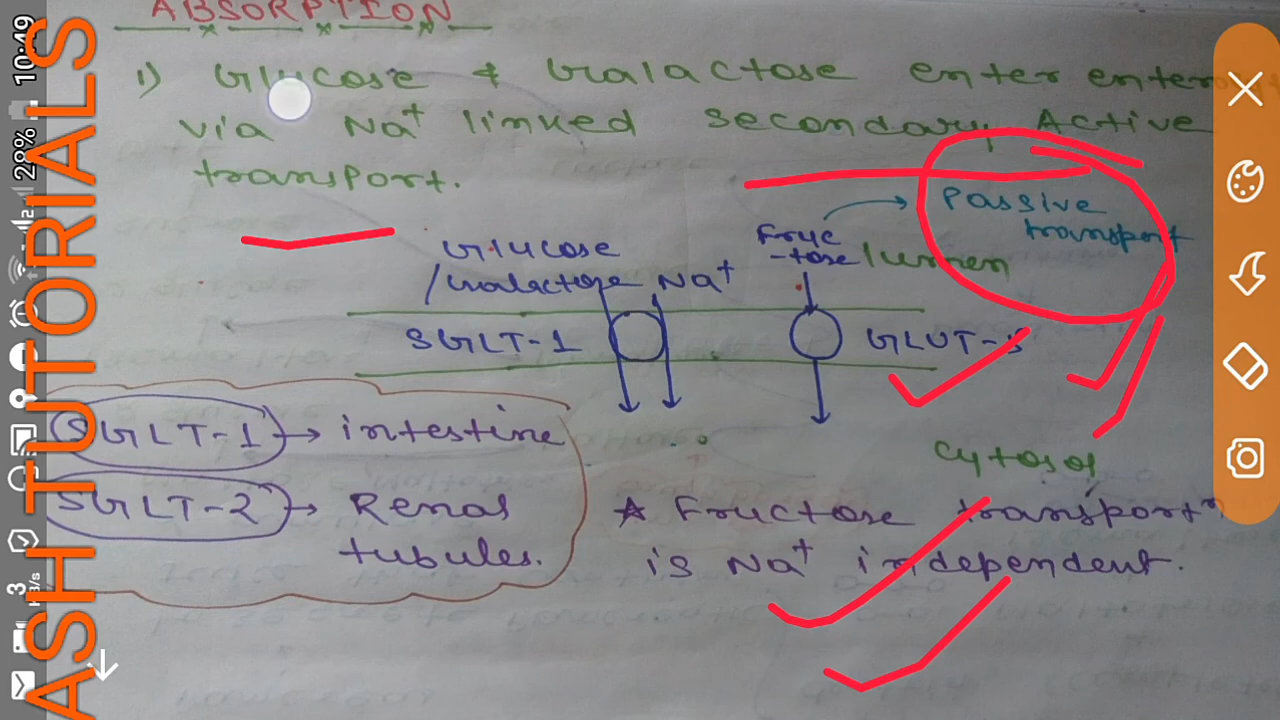 ABSORPTION
1) Glucose & Galactose enter
via Na+ linked secondary Active
transport.
Passive
transport
Glucose
/Galactose Na+
Fruc
-tose
lumen
SGLT-1
GLUT-5
SGLT-1 → intestine
SGLT-2 → Renal
tubules.
Cytosol
★ Fructose transportn
is Na+ independent.
ASH TUTORIALS
10:49
28%
3